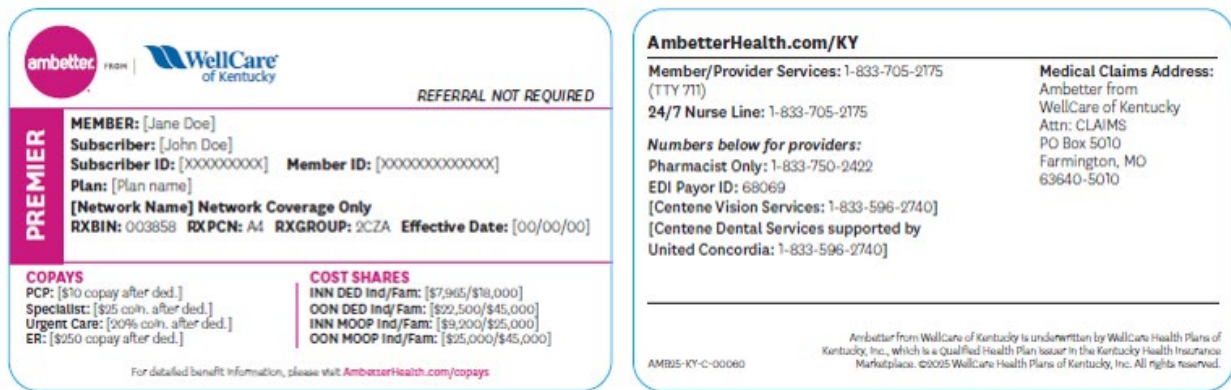 ambetter.
FROM
WellCare
of Kentucky
REFERRAL NOT REQUIRED
PREMIER
MEMBER: [Jane Doe]
Subscriber: [John Doe]
Subscriber ID: [XXXXXXXXX] Member ID: [XXXXXXXXXXXXX]
Plan: [Plan name]
[Network Name] Network Coverage Only
RXBIN: 003858 RXPCN: A4 RXGROUP: 2CZA Effective Date: [00/00/00]
COPAYS
PCP: [$10 copay after ded.]
Specialist: [$25 coin. after ded.]
Urgent Care: [20% coin. after ded.]
ER: [$250 copay after ded.]
COST SHARES
INN DED Ind/Fam: [$7,965/$18,000]
OON DED Ind/Fam: [$22,500/$45,000]
INN MOOP Ind/Fam: [$9,200/$25,000]
OON MOOP Ind/Fam: [$25,000/$45,000]
For detailed benefit information, please visit AmbetterHealth.com/copays
AmbetterHealth.com/KY
Member/Provider Services: 1-833-705-2175
(TTY 711)
24/7 Nurse Line: 1-833-705-2175
Numbers below for providers:
Pharmacist Only: 1-833-750-2422
EDI Payor ID: 68069
[Centene Vision Services: 1-833-596-2740]
[Centene Dental Services supported by
United Concordia: 1-833-596-2740]
Medical Claims Address:
Ambetter from
WellCare of Kentucky
Attn: CLAIMS
PO Box 5010
Farmington, MO
63640-5010
AMB25-KY-C-00060
Ambetter from WellCare of Kentucky is underwritten by WellCare Health Plans of
Kentucky, Inc., which is a Qualified Health Plan issuer in the Kentucky Health Insurance
Marketplace. ©2025 WellCare Health Plans of Kentucky, Inc. All rights reserved.